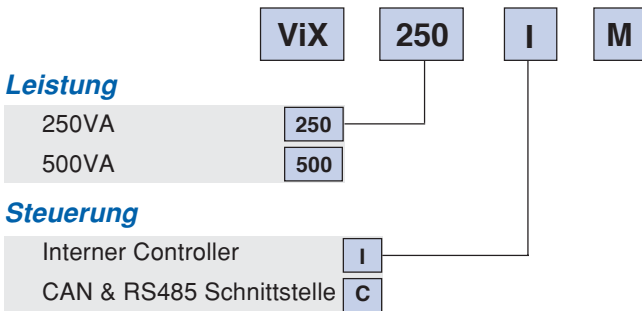 ViX 250 I M
Leistung
250VA 250
500VA 500
Steuerung
Interner Controller I
CAN & RS485 Schnittstelle C